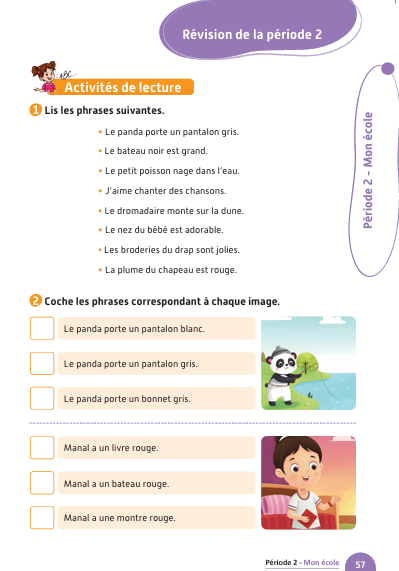 Révision de la période 2
ABC...
Activités de lecture
1 Lis les phrases suivantes.
• Le panda porte un pantalon gris.
• Le bateau noir est grand.
• Le petit poisson nage dans l'eau.
• J'aime chanter des chansons.
• Le dromadaire monte sur la dune.
• Le nez du bébé est adorable.
• Les broderies du drap sont jolies.
• La plume du chapeau est rouge.
Période 2 - Mon école
2 Coche les phrases correspondant à chaque image.
Le panda porte un pantalon blanc.
Le panda porte un pantalon gris.
Le panda porte un bonnet gris.
Manal a un livre rouge.
Manal a un bateau rouge.
Manal a une montre rouge.
Période 2 - Mon école 57